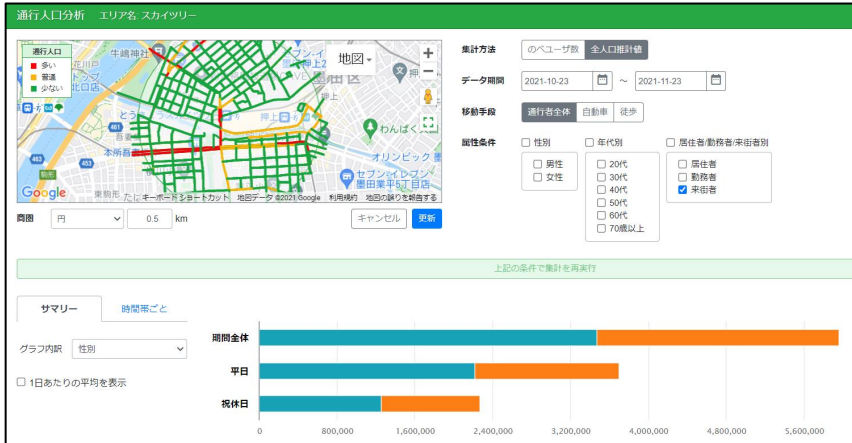 通行人口分析 エリア名 スカイツリー
通行人口
多い
普通
少ない
牛嶋神社
地図
押上
わんぱく
オリンピック
セブン-イレブン
墨田業平5丁目店
本所吾
461
463
453
駒形
東駒形
Google
キーボード ショートカット 地図データ ©2021 Google 利用規約 地図の誤りを報告する
商圏 円 0.5 km キャンセル 更新
集計方法 のべユーザ数 全人口推計値
データ期間 2021-10-23 ～ 2021-11-23
移動手段 通行者全体 自動車 徒歩
属性条件 性別 年代別 居住者/勤務者/来街者別
男性
女性
20代
30代
40代
50代
60代
70歳以上
居住者
勤務者
来街者
上記の条件で集計を再実行
サマリー 時間帯ごと
グラフ内訳 性別
1日あたりの平均を表示
期間全体
平日
祝休日
0 800,000 1,600,000 2,400,000 3,200,000 4,000,000 4,800,000 5,600,000